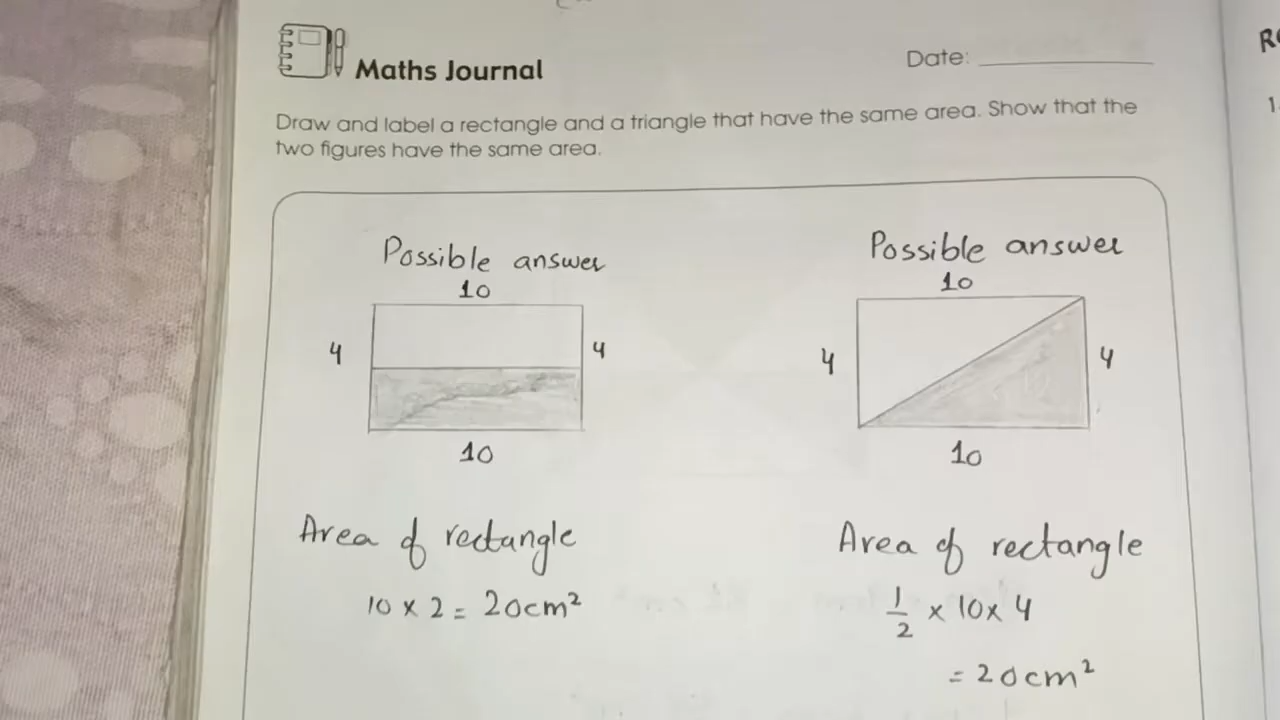 Maths Journal
Date:
Draw and label a rectangle and a triangle that have the same area. Show that the
two figures have the same area.
Possible answer
10
4
4
10
Area of rectangle
10 × 2 = 20cm²
Possible answer
10
4
4
10
Area of rectangle
1/2 × 10 × 4
= 20cm²
1